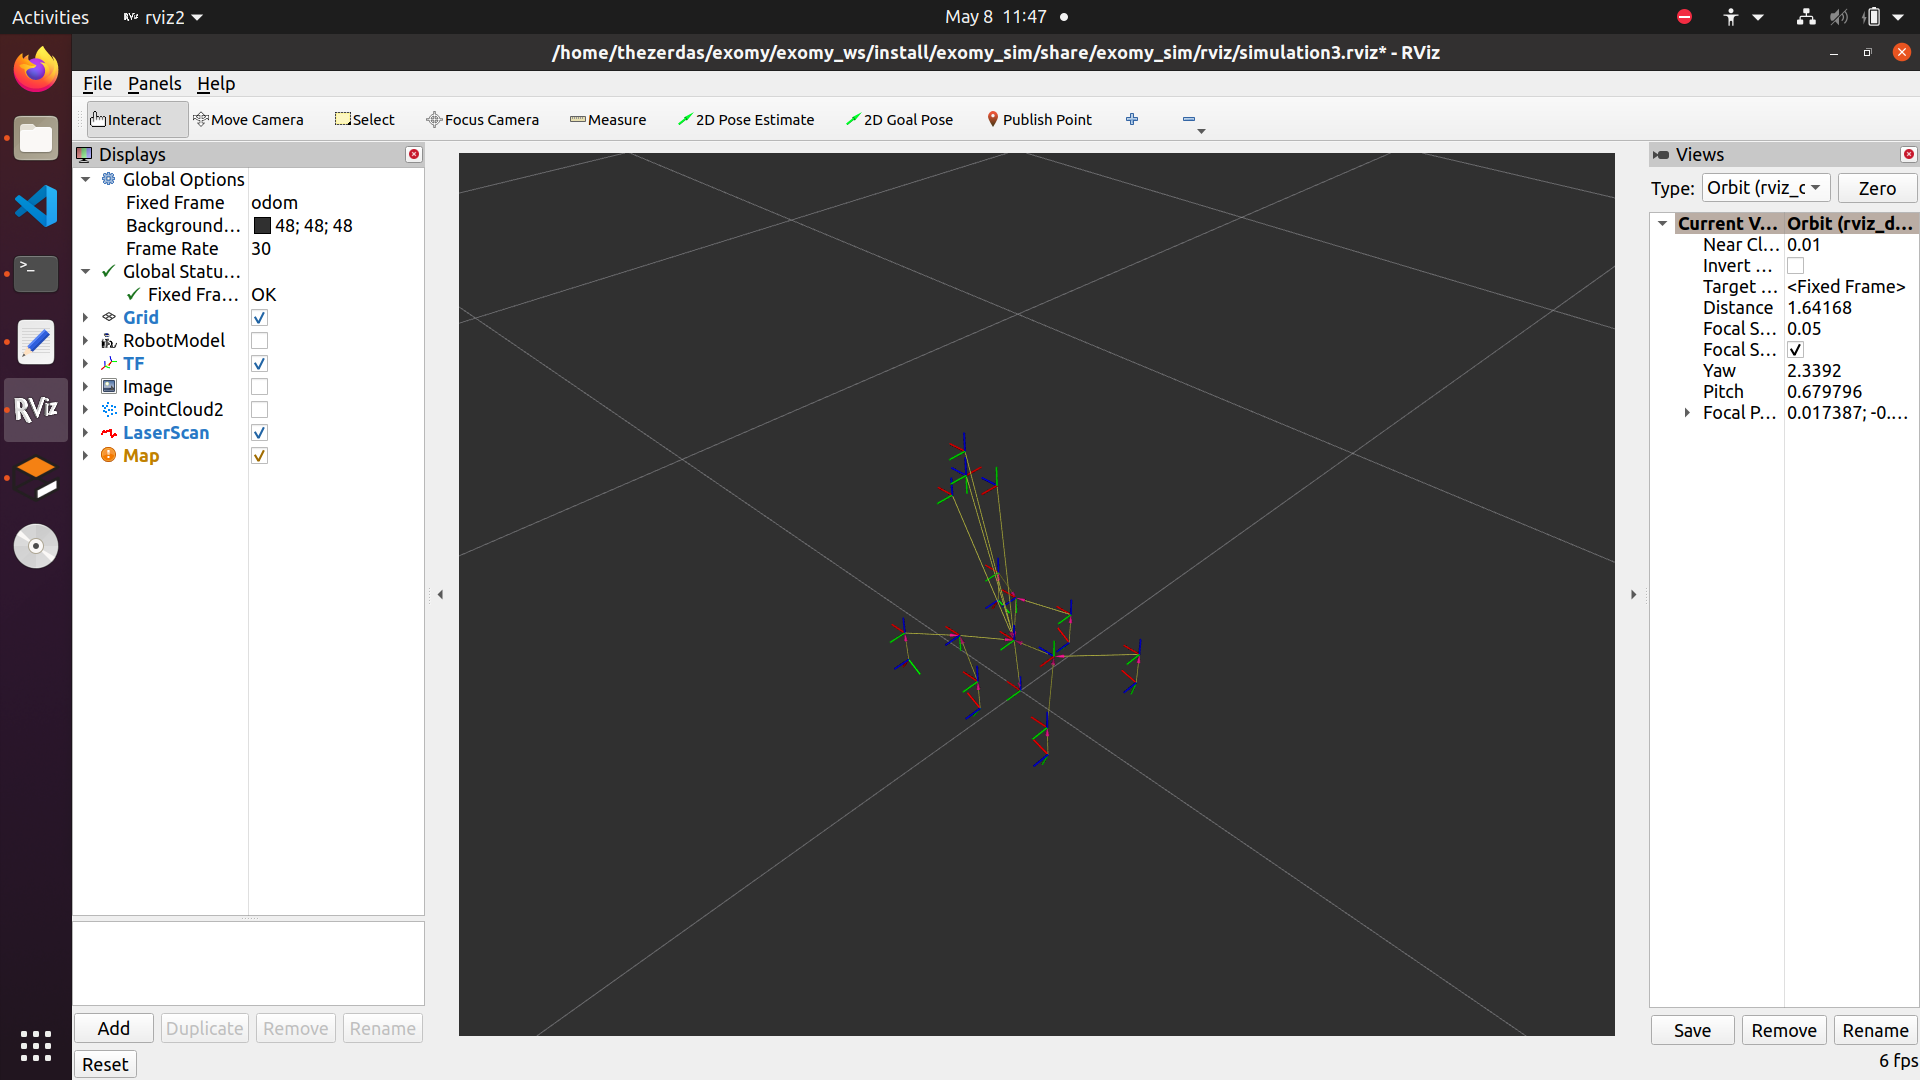 Activities
RViz rviz2
May 8 11:47
/home/thezerdas/exomy/exomy_ws/install/exomy_sim/share/exomy_sim/rviz/simulation3.rviz* - RViz
File Panels Help
Interact Move Camera Select Focus Camera Measure 2D Pose Estimate 2D Goal Pose Publish Point
Displays
Global Options
Fixed Frame odom
Background... 48; 48; 48
Frame Rate 30
Global Statu...
Fixed Fra... OK
Grid
RobotModel
TF
Image
PointCloud2
LaserScan
Map
Add Duplicate Remove Rename
Reset
RViz
Views
Type: Orbit (rviz_c Zero
Current V... Orbit (rviz_d...
Near Cl... 0.01
Invert ...
Target ... <Fixed Frame>
Distance 1.64168
Focal S... 0.05
Focal S...
Yaw 2.3392
Pitch 0.679796
Focal P... 0.017387; -0....
Save Remove Rename
6 fps